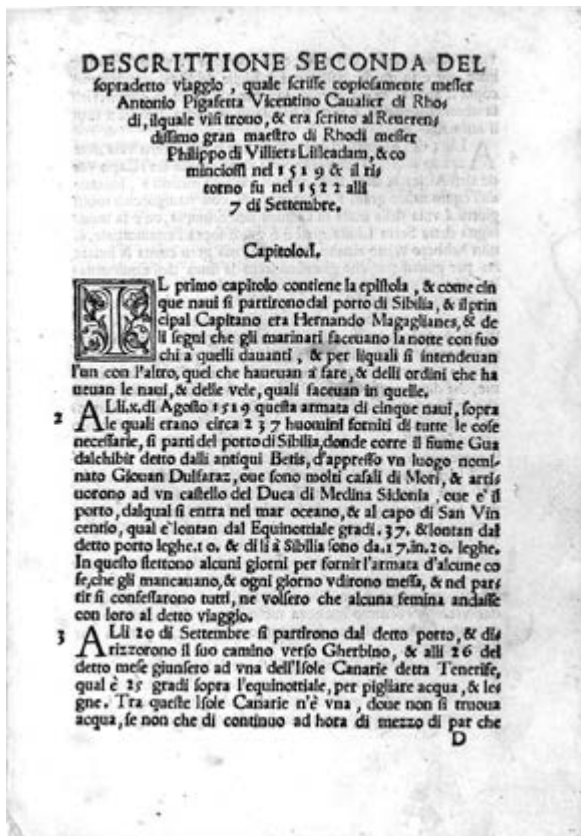 DESCRITTIONE SECONDA DEL
sopradetto viaggio, quale scrisse copiosamente messer
Antonio Pigafetta Vicentino Caualier di Rhos
di, ilquale visi trouo, & era scritto al Reuerens
dissimo gran maestro di Rhodi messer
Philippo di Villiers Lisleadam, & co
minciossi nel 1519 & il ris
torno fu nel 1522 alli
7 di Settembre.
Capitolo.I.
IL primo capitolo contiene la epistola, & come cin
que naui si partirono dal porto di Sibilia, & il prin
cipal Capitano era Hernando Magaglianes, & de
li segni che gli marinari faceuano la notte con fuo
chi a quelli dauanti, & per liquali si intendeuan
l'un con l'altro, quel che haueuan a fare, & delli ordini che ha
ueuan le naui, & delle vele, quali faceuan in quelle.
2 ALli.x.di Agosto 1519 questa armata di cinque naui, sopra
le quali erano circa 237 huomini forniti di tutte le cose
necessarie, si parti del porto di Sibilia, donde corre il fiume Gua
dalchibir detto dalli antiqui Betis, d'appresso vn luogo nomi-
nato Giouan Dulfaraz, oue sono molti casali di Mori, & arris
uorono ad vn castello del Duca di Medina Sidonia, oue e' il
porto, dalqual si entra nel mar oceano, & al capo di San Vin
centio, qual e' lontan dal Equinottiale gradi.37. & lontan dal
detto porto leghe.10. & di li à Sibilia sono da.17.in.20. leghe.
In questo stettono alcuni giorni per fornir l'armata d'alcune co
se, che gli mancauano, & ogni giorno vdirono messa, & nel pars
tir si confessarono tutti, ne volsero che alcuna femina andasse
con loro al detto viaggio.
3 ALli 20 di Settembre si partirono dal detto porto, & dis
rizzorono il suo camino verso Gherbino, & alli 26 del
detto mese giunsero ad vna dell'Isole Canarie detta Tenerife,
qual è 25 gradi sopra l'equinottiale, per pigliare acqua, & les
gne. Tra queste Isole Canarie n'è vna, doue non si truoua
acqua, se non che di continuo ad hora di mezzo di par che
D